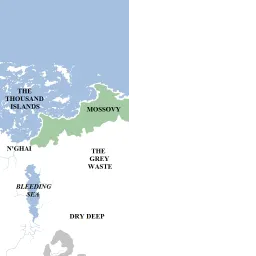 THE
THOUSAND
ISLANDS
MOSSOVY
N'GHAI
THE
GREY
WASTE
BLEEDING
SEA
DRY DEEP